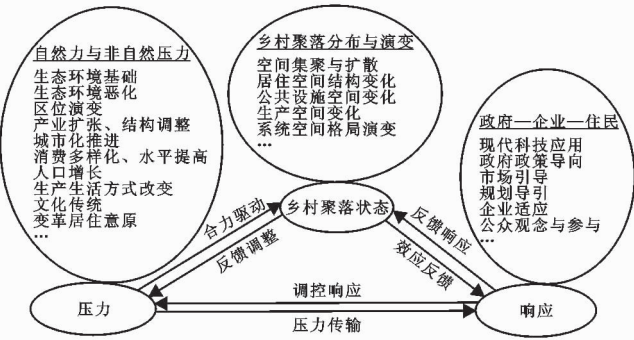 自然力与非自然压力
生态环境基础
生态环境恶化
区位演变
产业扩张、结构调整
城市化推进
消费多样化、水平提高
人口增长
生产生活方式改变
文化传统
变革居住意原
...
乡村聚落分布与演变
空间集聚与扩散
居住空间结构变化
公共设施空间变化
生产空间变化
系统空间格局演变
...
政府—企业—住民
现代科技应用
政府政策导向
市场引导
规划导引
企业适应
公众观念与参与
...
乡村聚落状态
合力驱动
反馈调整
反馈响应
效应反馈
压力
调控响应
压力传输
响应